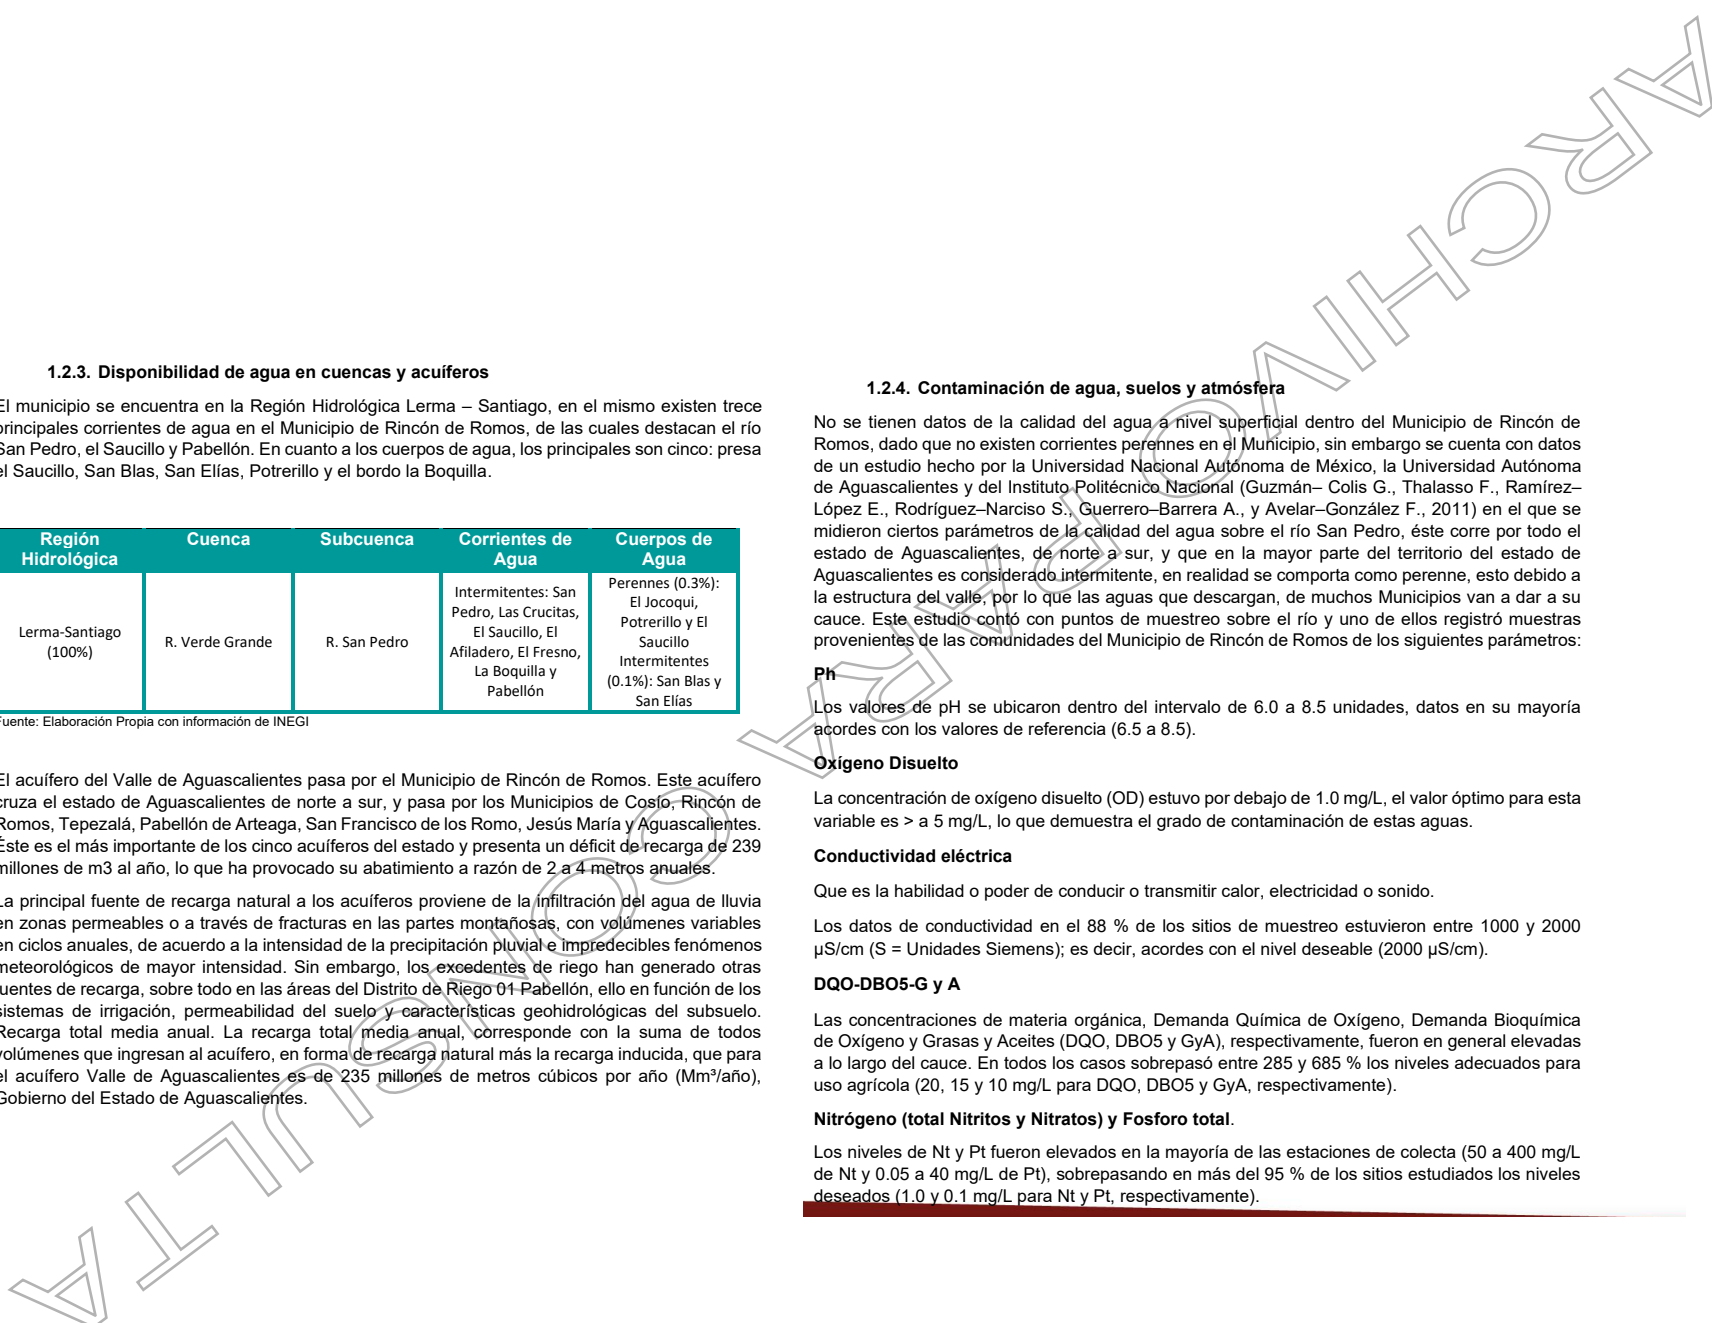 1.2.3. Disponibilidad de agua en cuencas y acuíferos
El municipio se encuentra en la Región Hidrológica Lerma – Santiago, en el mismo existen trece
principales corrientes de agua en el Municipio de Rincón de Romos, de las cuales destacan el río
San Pedro, el Saucillo y Pabellón. En cuanto a los cuerpos de agua, los principales son cinco: presa
el Saucillo, San Blas, San Elías, Potrerillo y el bordo la Boquilla.
Región Hidrológica
Cuenca
Subcuenca
Corrientes de Agua
Cuerpos de Agua
Lerma-Santiago
(100%)
R. Verde Grande
R. San Pedro
Intermitentes: San
Pedro, Las Crucitas,
El Saucillo, El
Afiladero, El Fresno,
La Boquilla y
Pabellón
Perennes (0.3%):
El Jocoqui,
Potrerillo y El
Saucillo
Intermitentes
(0.1%): San Blas y
San Elías
Fuente: Elaboración Propia con información de INEGI
El acuífero del Valle de Aguascalientes pasa por el Municipio de Rincón de Romos. Este acuífero
cruza el estado de Aguascalientes de norte a sur, y pasa por los Municipios de Cosío, Rincón de
Romos, Tepezalá, Pabellón de Arteaga, San Francisco de los Romo, Jesús María y Aguascalientes.
Éste es el más importante de los cinco acuíferos del estado y presenta un déficit de recarga de 239
millones de m3 al año, lo que ha provocado su abatimiento a razón de 2 a 4 metros anuales.
La principal fuente de recarga natural a los acuíferos proviene de la infiltración del agua de lluvia
en zonas permeables o a través de fracturas en las partes montañosas, con volúmenes variables
en ciclos anuales, de acuerdo a la intensidad de la precipitación pluvial e impredecibles fenómenos
meteorológicos de mayor intensidad. Sin embargo, los excedentes de riego han generado otras
fuentes de recarga, sobre todo en las áreas del Distrito de Riego 01 Pabellón, ello en función de los
sistemas de irrigación, permeabilidad del suelo y características geohidrológicas del subsuelo.
Recarga total media anual. La recarga total media anual, corresponde con la suma de todos
volúmenes que ingresan al acuífero, en forma de recarga natural más la recarga inducida, que para
el acuífero Valle de Aguascalientes es de 235 millones de metros cúbicos por año (Mm³/año),
Gobierno del Estado de Aguascalientes.
1.2.4. Contaminación de agua, suelos y atmósfera
No se tienen datos de la calidad del agua a nivel superficial dentro del Municipio de Rincón de
Romos, dado que no existen corrientes perennes en el Municipio, sin embargo se cuenta con datos
de un estudio hecho por la Universidad Nacional Autónoma de México, la Universidad Autónoma
de Aguascalientes y del Instituto Politécnico Nacional (Guzmán– Colis G., Thalasso F., Ramírez–
López E., Rodríguez–Narciso S., Guerrero–Barrera A., y Avelar–González F., 2011) en el que se
midieron ciertos parámetros de la calidad del agua sobre el río San Pedro, éste corre por todo el
estado de Aguascalientes, de norte a sur, y que en la mayor parte del territorio del estado de
Aguascalientes es considerado intermitente, en realidad se comporta como perenne, esto debido a
la estructura del valle, por lo que las aguas que descargan, de muchos Municipios van a dar a su
cauce. Este estudio contó con puntos de muestreo sobre el río y uno de ellos registró muestras
provenientes de las comunidades del Municipio de Rincón de Romos de los siguientes parámetros:
Ph
Los valores de pH se ubicaron dentro del intervalo de 6.0 a 8.5 unidades, datos en su mayoría
acordes con los valores de referencia (6.5 a 8.5).
Oxígeno Disuelto
La concentración de oxígeno disuelto (OD) estuvo por debajo de 1.0 mg/L, el valor óptimo para esta
variable es > a 5 mg/L, lo que demuestra el grado de contaminación de estas aguas.
Conductividad eléctrica
Que es la habilidad o poder de conducir o transmitir calor, electricidad o sonido.
Los datos de conductividad en el 88 % de los sitios de muestreo estuvieron entre 1000 y 2000
µS/cm (S = Unidades Siemens); es decir, acordes con el nivel deseable (2000 µS/cm).
DQO-DBO5-G y A
Las concentraciones de materia orgánica, Demanda Química de Oxígeno, Demanda Bioquímica
de Oxígeno y Grasas y Aceites (DQO, DBO5 y GyA), respectivamente, fueron en general elevadas
a lo largo del cauce. En todos los casos sobrepasó entre 285 y 685 % los niveles adecuados para
uso agrícola (20, 15 y 10 mg/L para DQO, DBO5 y GyA, respectivamente).
Nitrógeno (total Nitritos y Nitratos) y Fosforo total.
Los niveles de Nt y Pt fueron elevados en la mayoría de las estaciones de colecta (50 a 400 mg/L
de Nt y 0.05 a 40 mg/L de Pt), sobrepasando en más del 95 % de los sitios estudiados los niveles
deseados (1.0 y 0.1 mg/L para Nt y Pt, respectivamente).
ARCHIVO PARA CONSULTA